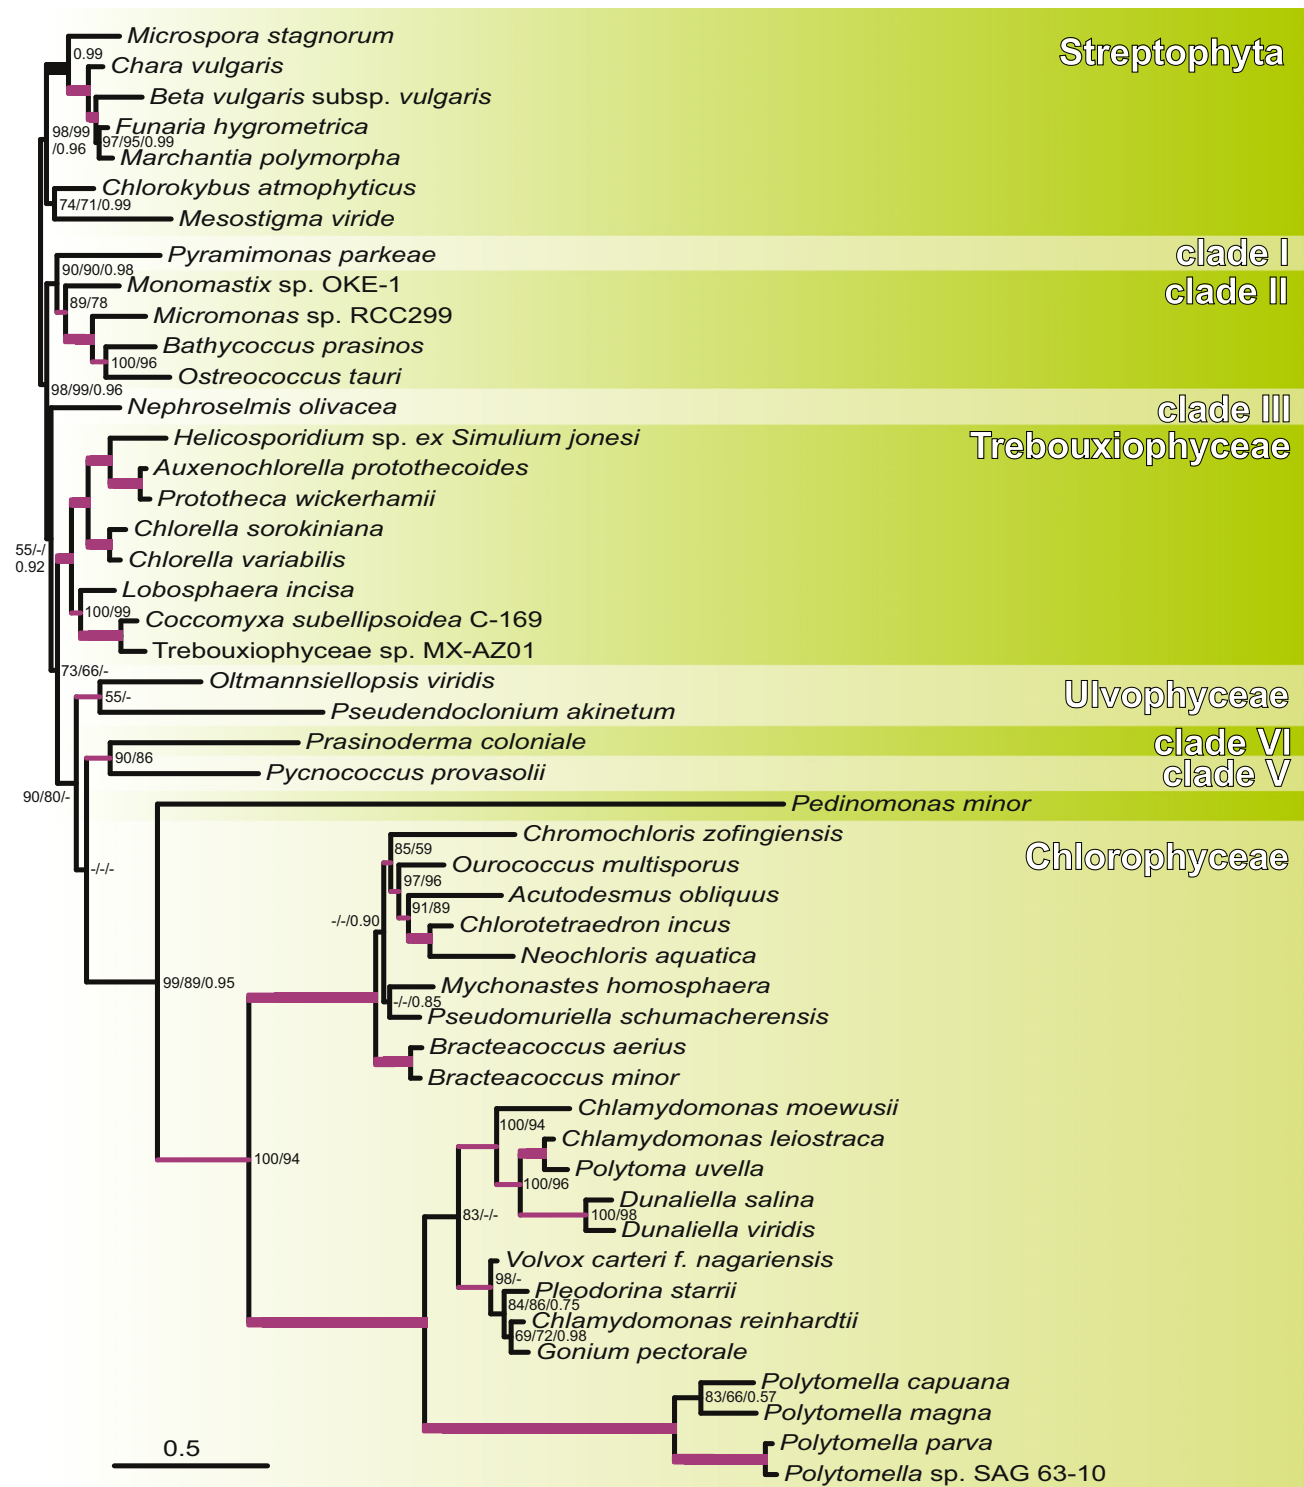 Microspora stagnorum
Streptophyta
0.99
Chara vulgaris
Beta vulgaris subsp. vulgaris
Funaria hygrometrica
98/99
/0.96
97/95/0.99
Marchantia polymorpha
Chlorokybus atmophyticus
74/71/0.99
Mesostigma viride
Pyramimonas parkeae
clade I
90/90/0.98
Monomastix sp. OKE-1
clade II
89/78
Micromonas sp. RCC299
Bathycoccus prasinos
100/96
Ostreococcus tauri
98/99/0.96
Nephroselmis olivacea
clade III
Helicosporidium sp. ex Simulium jonesi
Trebouxiophyceae
Auxenochlorella protothecoides
Prototheca wickerhamii
Chlorella sorokiniana
55/-/
0.92
Chlorella variabilis
Lobosphaera incisa
100/99
Coccomyxa subellipsoidea C-169
Trebouxiophyceae sp. MX-AZ01
73/66/-
Oltmannsiellopsis viridis
55/-
Ulvophyceae
Pseudendoclonium akinetum
Prasinoderma coloniale
clade VI
90/86
Pycnococcus provasolii
clade V
90/80/-
Pedinomonas minor
Chromochloris zofingiensis
85/59
Chlorophyceae
Ourococcus multisporus
-/-/-
97/96
Acutodesmus obliquus
91/89
-/-/0.90
Chlorotetraedron incus
Neochloris aquatica
99/89/0.95
Mychonastes homosphaera
-/-/0.85
Pseudomuriella schumacherensis
Bracteacoccus aerius
Bracteacoccus minor
Chlamydomonas moewusii
100/94
Chlamydomonas leiostraca
100/94
Polytoma uvella
100/96
Dunaliella salina
83/-/-
100/98
Dunaliella viridis
Volvox carteri f. nagariensis
98/-
Pleodorina starrii
84/86/0.75
Chlamydomonas reinhardtii
69/72/0.98
Gonium pectorale
Polytomella capuana
83/66/0.57
Polytomella magna
Polytomella parva
0.5
Polytomella sp. SAG 63-10